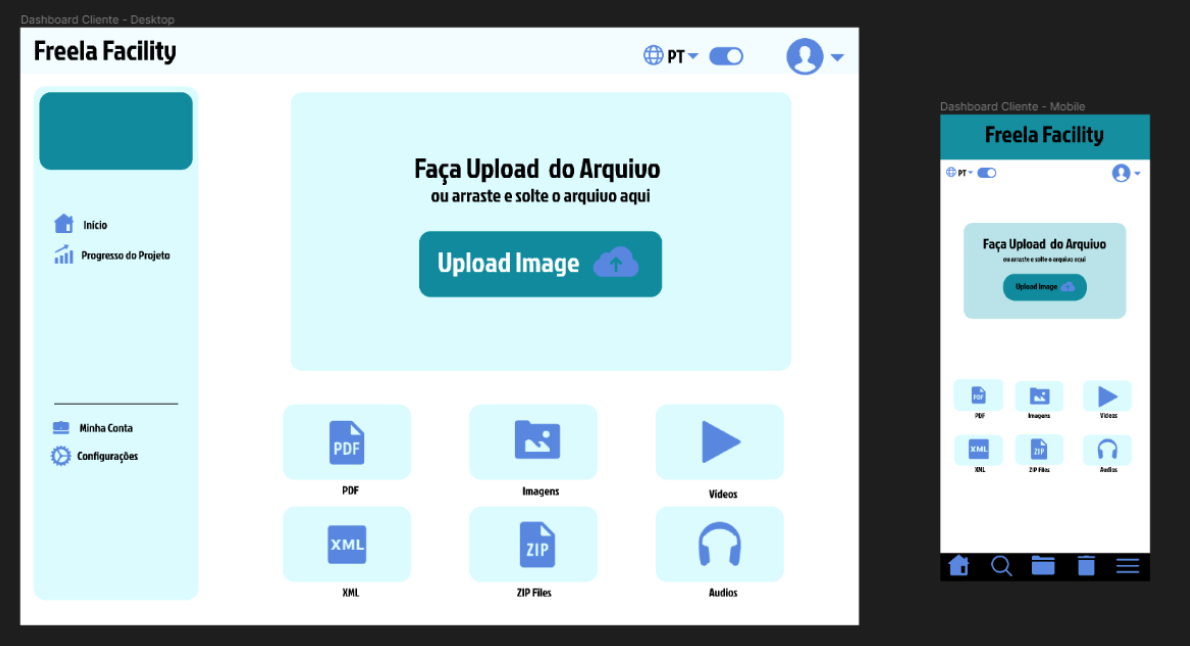 Dashboard Cliente - Desktop
Freela Facility
PT
Início
Progresso do Projeto
Minha Conta
Configurações
Faça Upload do Arquivo
ou arraste e solte o arquivo aqui
Upload Image
PDF
PDF
Imagens
Vídeos
XML
XML
ZIP
ZIP Files
Audios
Dashboard Cliente - Mobile
Freela Facility
PT
Faça Upload do Arquivo
ou arraste e solte o arquivo aqui
Upload Image
PDF
PDF
Imagens
Vídeos
XML
XML
ZIP
ZIP Files
Audios